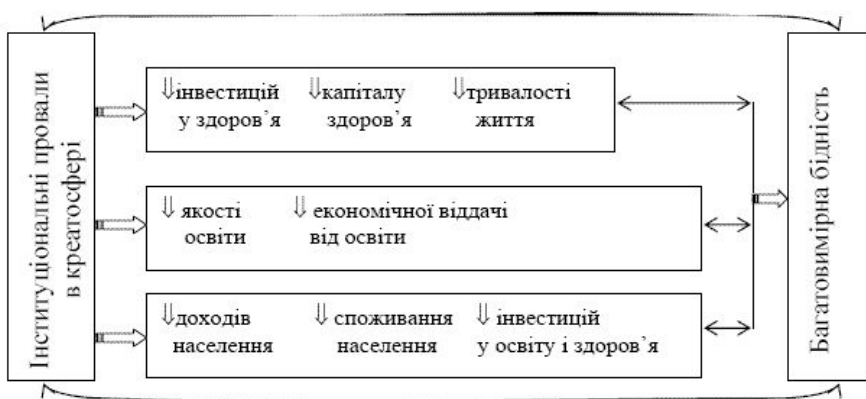 Інституціональні провали
в креатосфері
⇓інвестицій ⇓капіталу ⇓тривалості
у здоров’я здоров’я життя
⇓ якості ⇓ економічної віддачі
освіти від освіти
⇓доходів ⇓ споживання ⇓ інвестицій
населення населення у освіту і здоров’я
Багатовимірна бідність